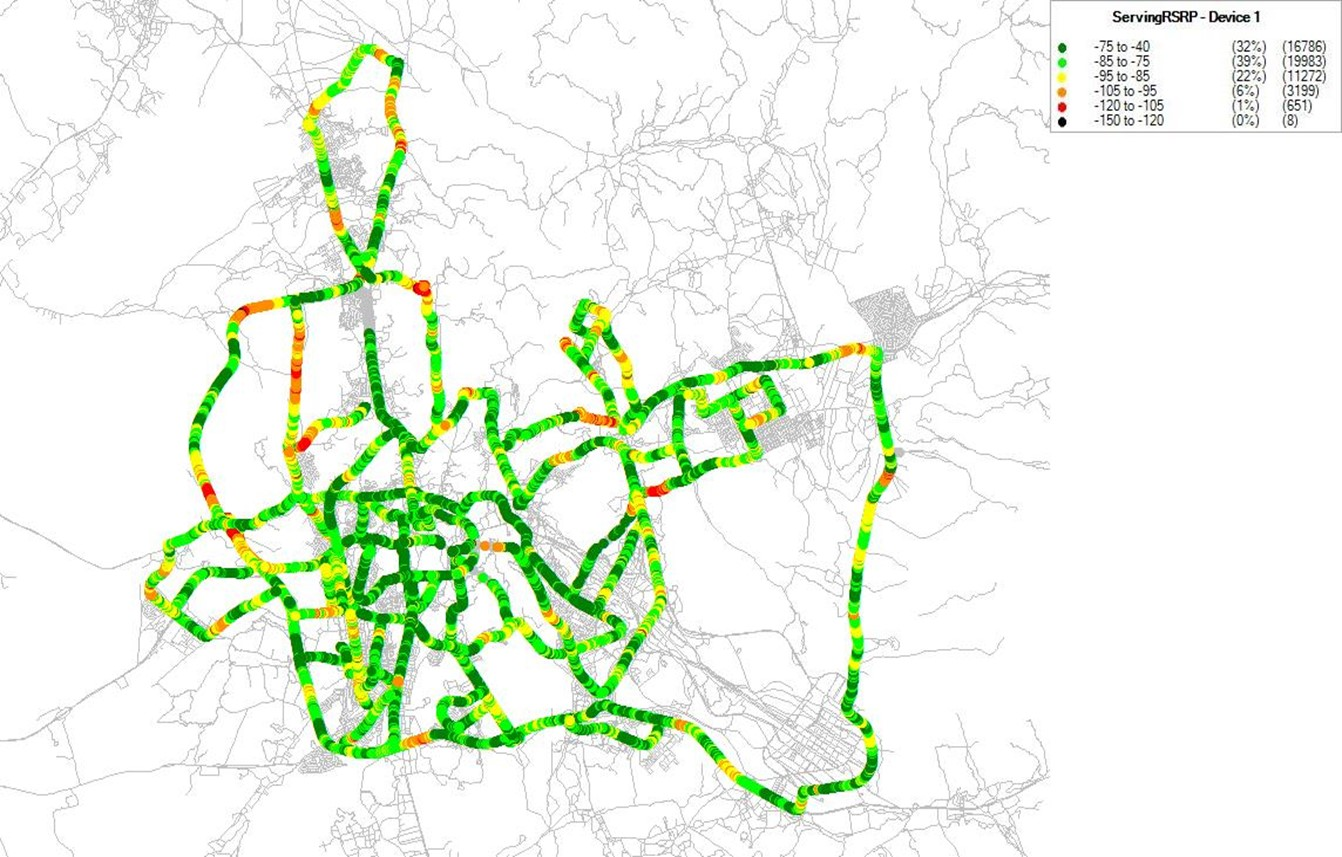 ServingRSRP - Device 1
-75 to -40 (32%) (16786)
-85 to -75 (39%) (19983)
-95 to -85 (22%) (11272)
-105 to -95 (6%) (3199)
-120 to -105 (1%) (651)
-150 to -120 (0%) (8)